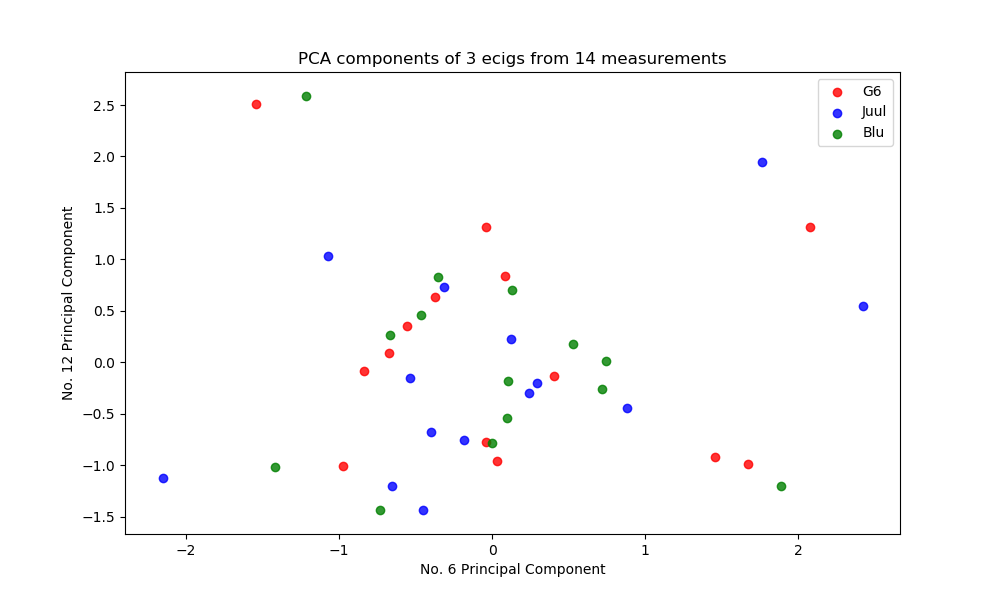 PCA components of 3 ecigs from 14 measurements
G6
Juul
Blu
2.5
2.0
1.5
1.0
0.5
0.0
−0.5
−1.0
−1.5
No. 12 Principal Component
−2
−1
0
1
2
No. 6 Principal Component